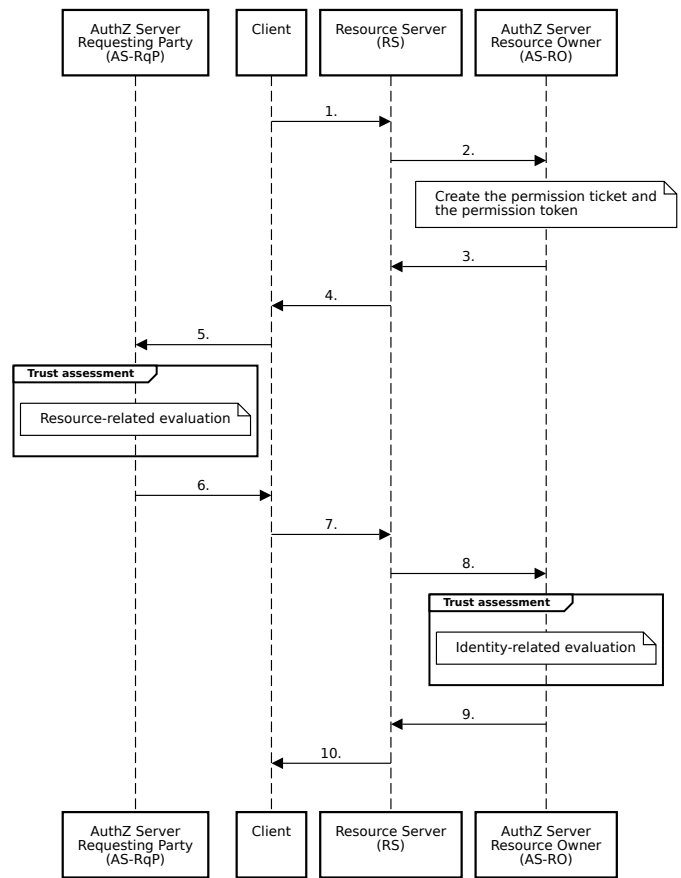 AuthZ Server
Requesting Party
(AS-RqP)
Client
Resource Server
(RS)
AuthZ Server
Resource Owner
(AS-RO)
1.
2.
Create the permission ticket and
the permission token
3.
4.
5.
Trust assessment
Resource-related evaluation
6.
7.
8.
Trust assessment
Identity-related evaluation
9.
10.
AuthZ Server
Requesting Party
(AS-RqP)
Client
Resource Server
(RS)
AuthZ Server
Resource Owner
(AS-RO)